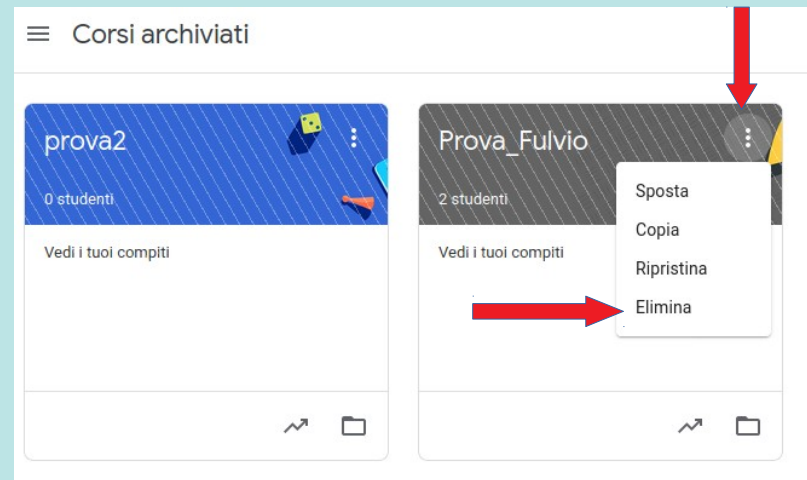 Corsi archiviati
prova2
0 studenti
Vedi i tuoi compiti
Prova_Fulvio
2 studenti
Vedi i tuoi compiti
Sposta
Copia
Ripristina
Elimina